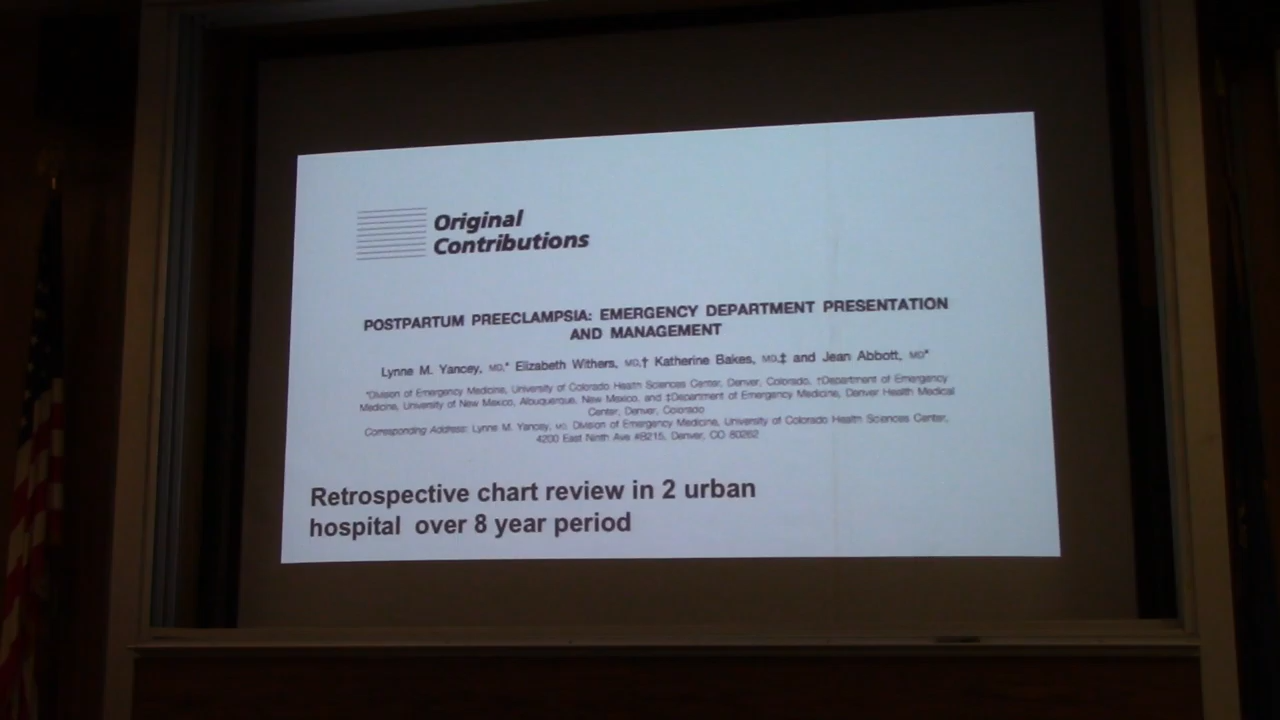 Original
Contributions
POSTPARTUM PREECLAMPSIA: EMERGENCY DEPARTMENT PRESENTATION
AND MANAGEMENT
Lynne M. Yancey, MD,* Elizabeth Withers, MD,† Katherine Bakes, MD,‡ and Jean Abbott, MD*
*Division of Emergency Medicine, University of Colorado Health Sciences Center, Denver, Colorado, †Department of Emergency
Medicine, University of New Mexico, Albuquerque, New Mexico, and ‡Department of Emergency Medicine, Denver Health Medical
Center, Denver, Colorado
Corresponding Address: Lynne M. Yancey, MD, Division of Emergency Medicine, University of Colorado Health Sciences Center,
4200 East Ninth Ave #B215, Denver, CO 80262
Retrospective chart review in 2 urban
hospital over 8 year period